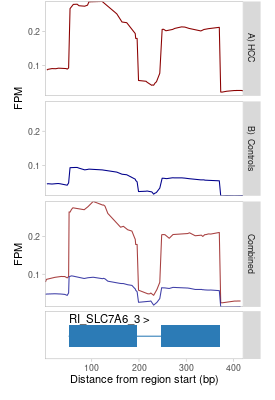 0.2
0.1
A) HCC
FPM
0.2
0.1
B) Controls
0.2
0.1
Combined
FPM
RI_SLC7A6_3 >
100
200
300
400
Distance from region start (bp)